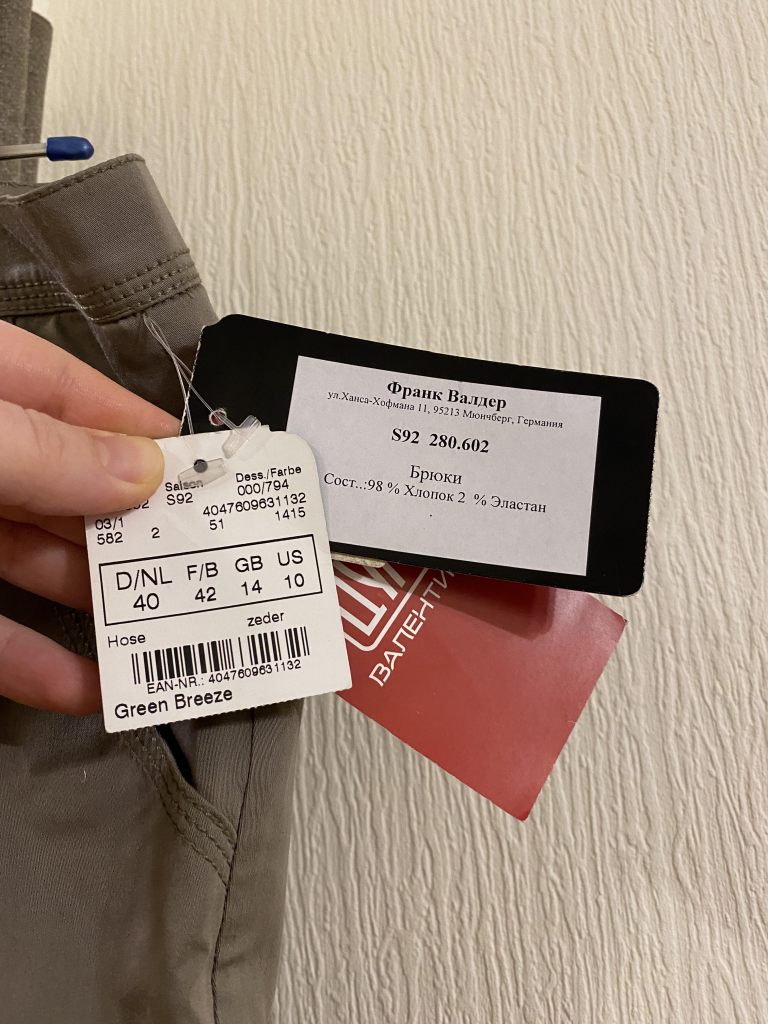 Франк Валдер
ул.Ханса-Хофмана 11, 95213 Мюнчберг, Германия
S92 280.602
Брюки
Сост..:98 % Хлопок 2 % Эластан
.
Saison Dess./Farbe
S92 000/794
03/1 4047609631132
582 2 51 1415
D/NL F/B GB US
40 42 14 10
Hose zeder
EAN-NR.: 4047609631132
Green Breeze
ВАЛЕНТИ